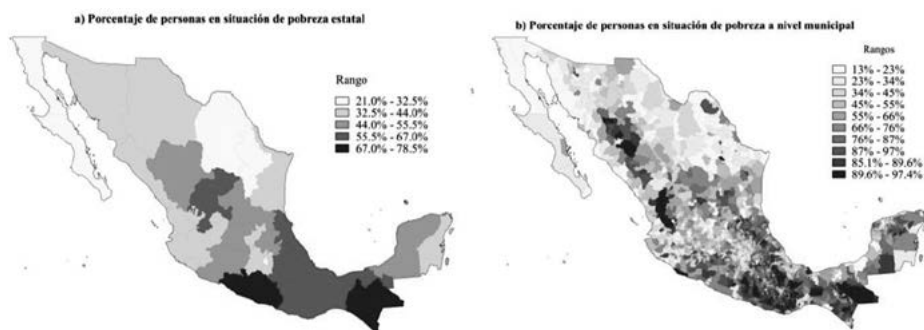 a) Porcentaje de personas en situación de pobreza estatal
Rango
21.0% - 32.5%
32.5% - 44.0%
44.0% - 55.5%
55.5% - 67.0%
67.0% - 78.5%
b) Porcentaje de personas en situación de pobreza a nivel municipal
Rangos
13% - 23%
23% - 34%
34% - 45%
45% - 55%
55% - 66%
66% - 76%
76% - 87%
87% - 97%
85.1% - 89.6%
89.6% - 97.4%